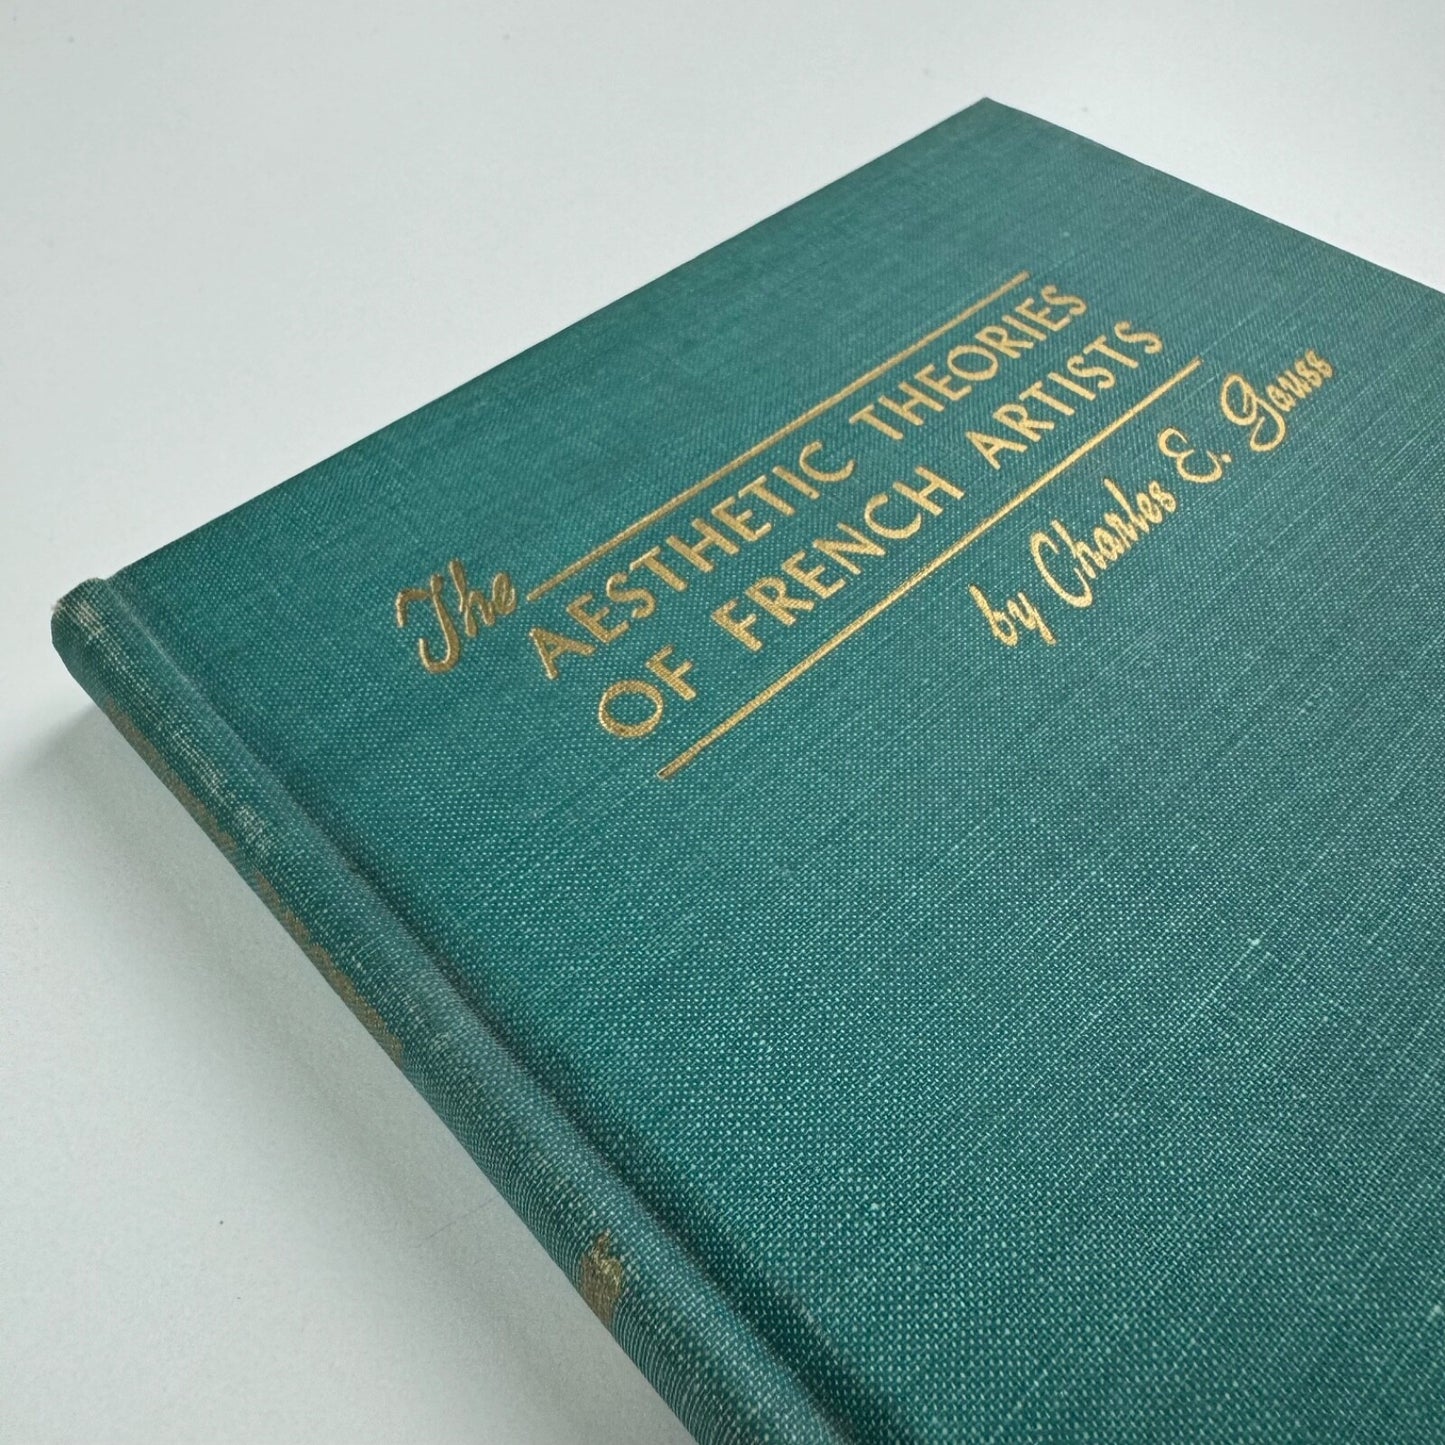 The
AESTHETIC THEORIES
OF FRENCH ARTISTS
by Charles E. Gauss